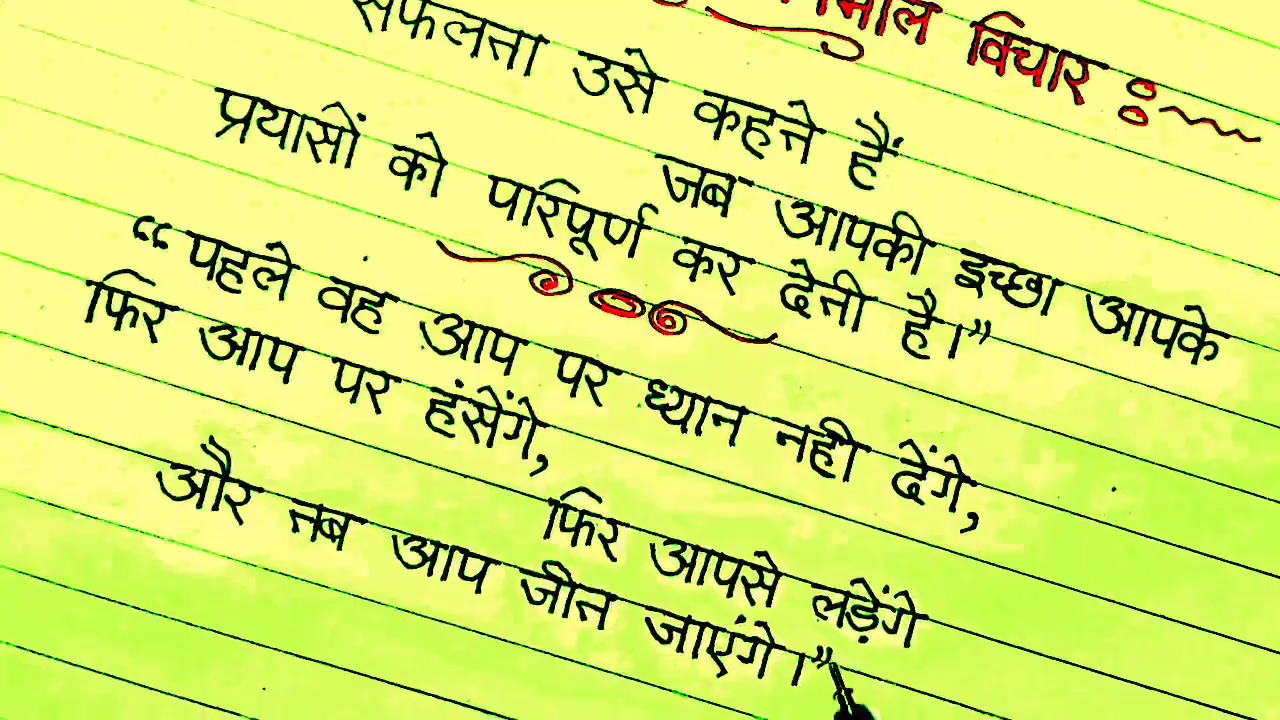 विचार :
सफलता उसे कहते हैं
जब आपकी इच्छा आपके
प्रयासों को परिपूर्ण कर देती है।”
“पहले वह आप पर ध्यान नही देंगे,
फिर आप पर हंसेंगे,
फिर आपसे लड़ेंगे
और तब आप जीत जाएंगे।”